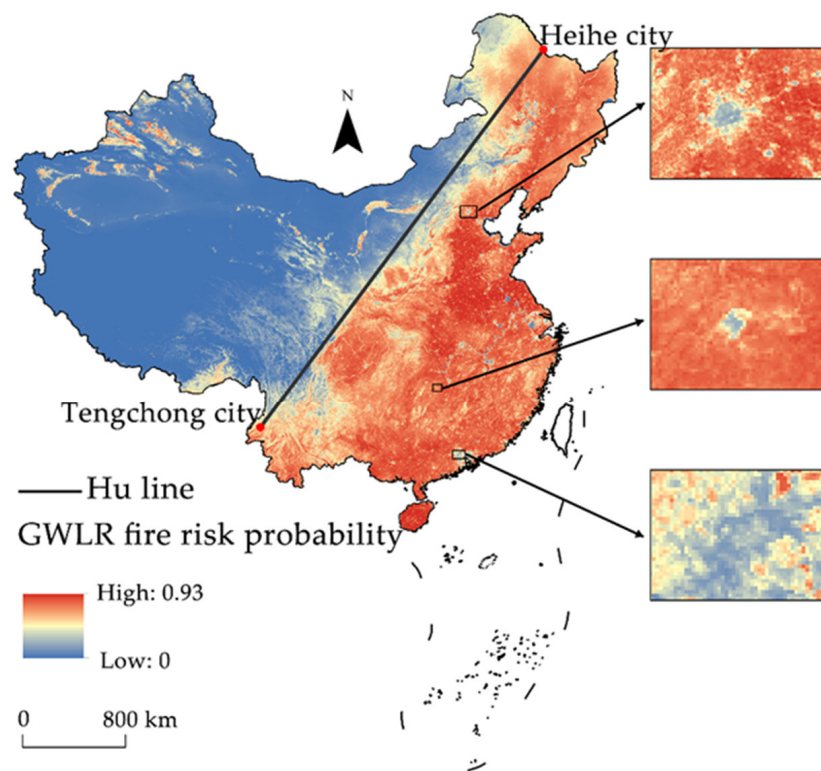 Heihe city
N
Tengchong city
Hu line
GWLR fire risk probability
High: 0.93
Low: 0
0 800 km